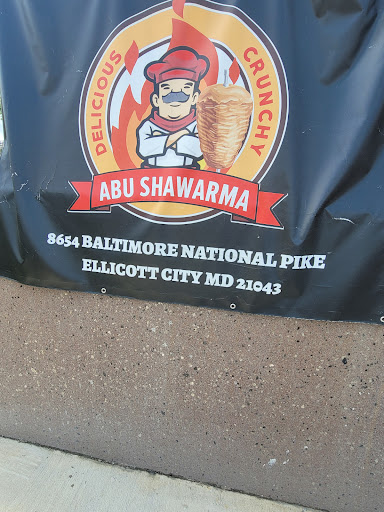 DELICIOUS
CRUNCHY
ABU SHAWARMA
8654 BALTIMORE NATIONAL PIKE
ELLICOTT CITY MD 21043